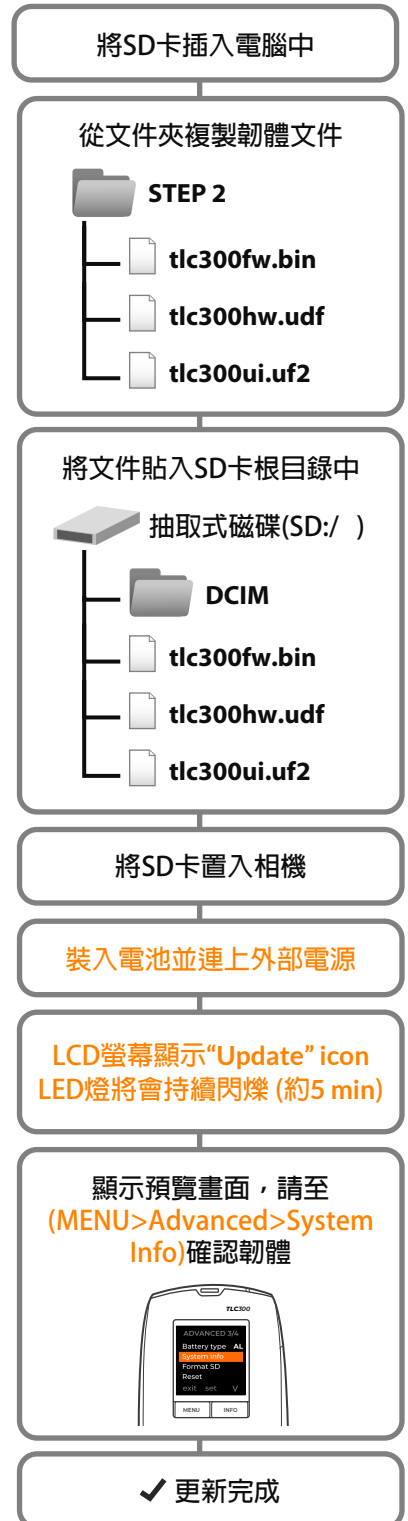 將SD卡插入電腦中
從文件夾複製韌體文件
STEP 2
tlc300fw.bin
tlc300hw.udf
tlc300ui.uf2
將文件貼入SD卡根目錄中
抽取式磁碟(SD:/ )
DCIM
tlc300fw.bin
tlc300hw.udf
tlc300ui.uf2
將SD卡置入相機
裝入電池並連上外部電源
LCD螢幕顯示“Update” icon
LED燈將會持續閃爍 (約5 min)
顯示預覽畫面，請至
(MENU>Advanced>System
Info)確認韌體
TLC300
ADVANCED 3/4
Battery type AL
System info
Format SD
Reset
exit set V
MENU INFO
✓ 更新完成